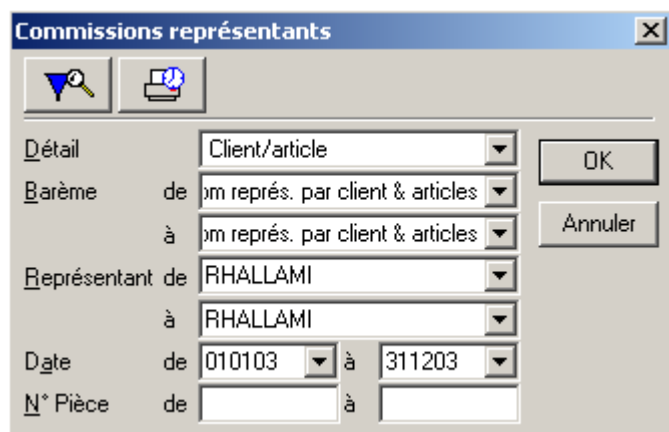 Commissions représentants
Détail Client/article OK
Barème de om représ. par client & articles
à om représ. par client & articles Annuler
Représentant de RHALLAMI
à RHALLAMI
Date de 010103 à 311203
N° Pièce de à